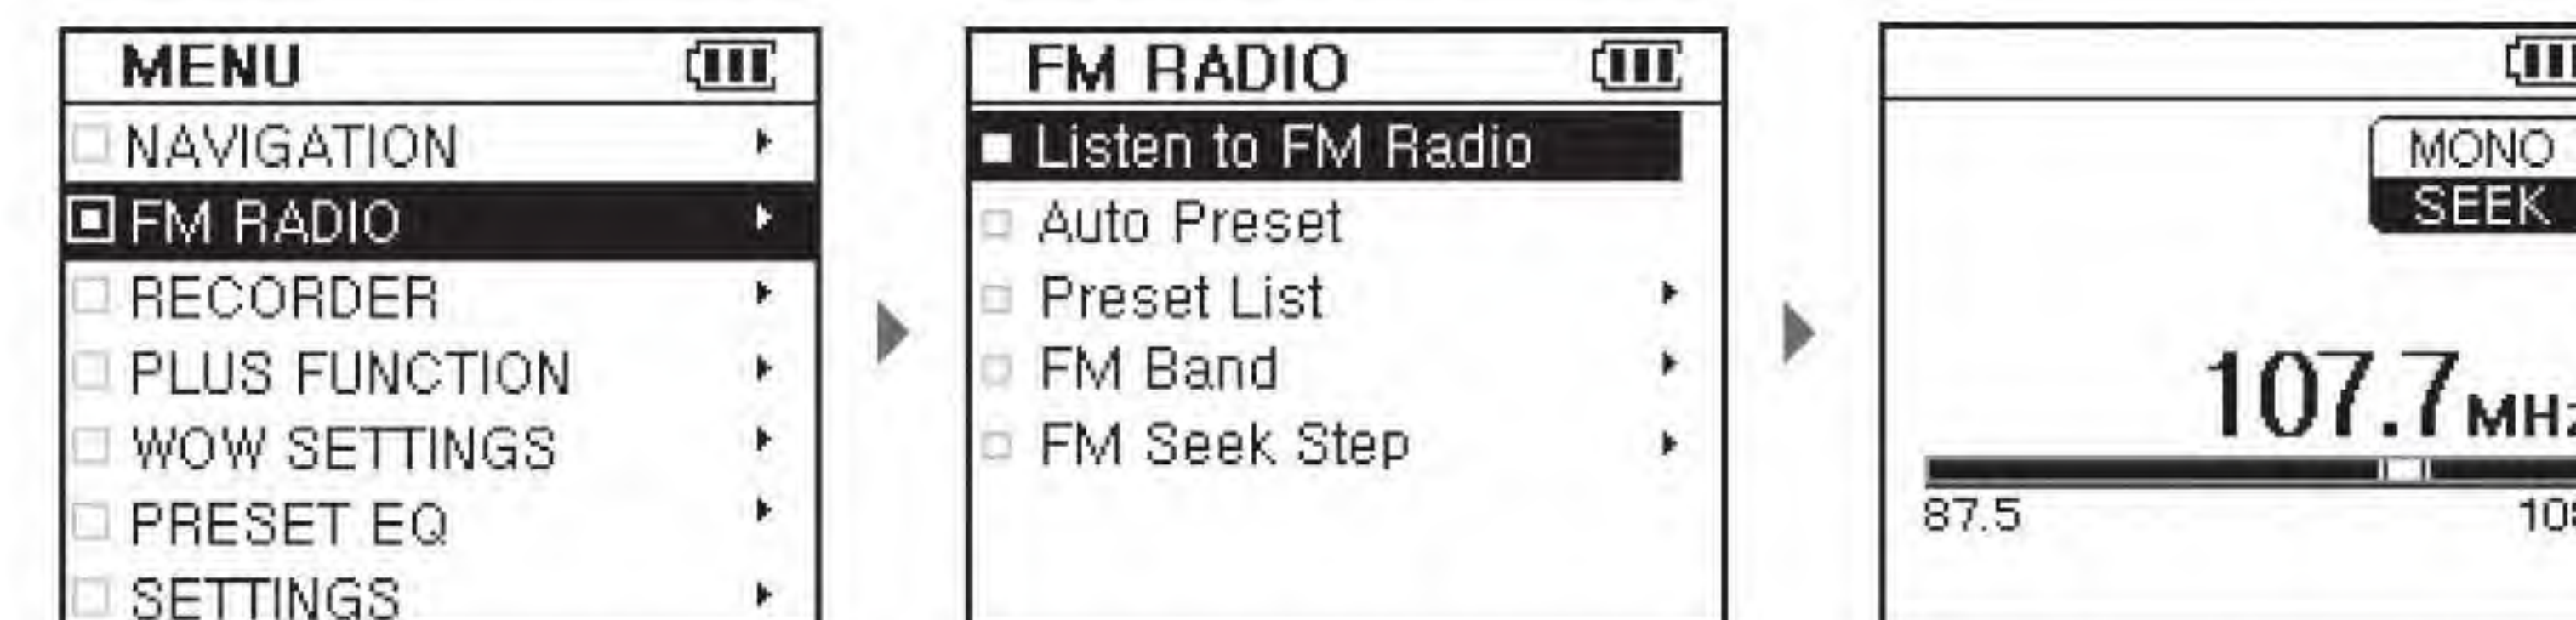 MENU
NAVIGATION
FM RADIO
RECORDER
PLUS FUNCTION
WOW SETTINGS
PRESET EQ
SETTINGS
FM RADIO
Listen to FM Radio
Auto Preset
Preset List
FM Band
FM Seek Step
MONO
SEEK
107.7
87.5